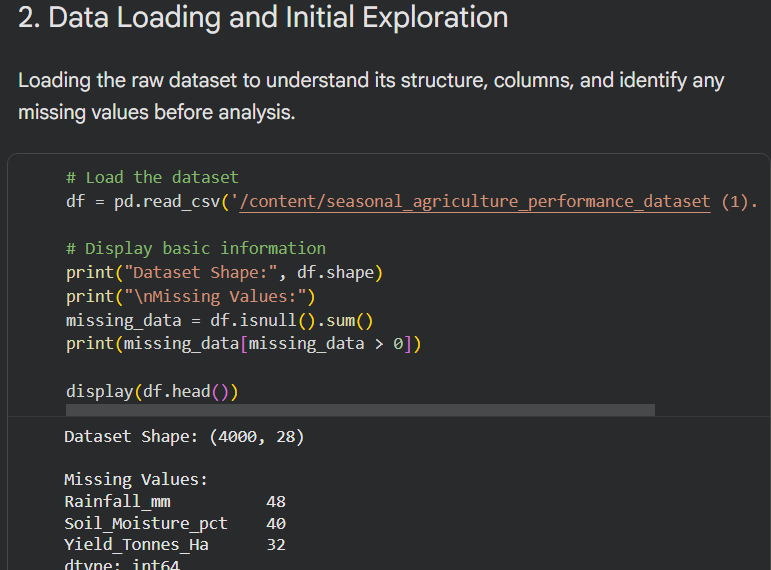 2. Data Loading and Initial Exploration
Loading the raw dataset to understand its structure, columns, and identify any
missing values before analysis.
# Load the dataset
df = pd.read_csv('/content/seasonal_agriculture_performance_dataset (1).
# Display basic information
print("Dataset Shape:", df.shape)
print("\nMissing Values:")
missing_data = df.isnull().sum()
print(missing_data[missing_data > 0])
display(df.head())
Dataset Shape: (4000, 28)
Missing Values:
Rainfall_mm 48
Soil_Moisture_pct 40
Yield_Tonnes_Ha 32
dtype: int64